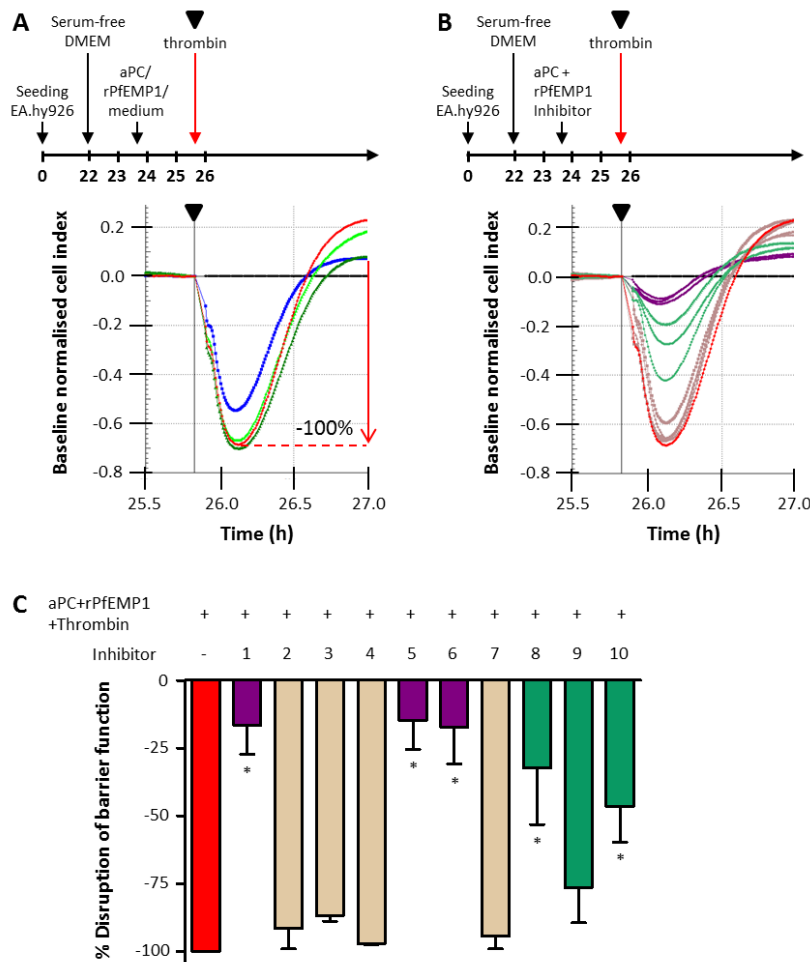 A
Serum-free
DMEM
thrombin
aPC/
rPfEMP1/
medium
Seeding
EA.hy926
0 22 23 24 25 26
Baseline normalised cell index
0.2
0.0
-0.2
-0.4
-0.6
-0.8
-100%
25.5 26.0 26.5 27.0
Time (h)
B
Serum-free
DMEM
thrombin
aPC +
rPfEMP1
Inhibitor
Seeding
EA.hy926
0 22 23 24 25 26
Baseline normalised cell index
0.2
0.0
-0.2
-0.4
-0.6
-0.8
25.5 26.0 26.5 27.0
Time (h)
C
aPC+rPfEMP1
+Thrombin
+ + + + + + + + + + +
Inhibitor - 1 2 3 4 5 6 7 8 9 10
% Disruption of barrier function
0
-25
-50
-75
-100
* * * * *